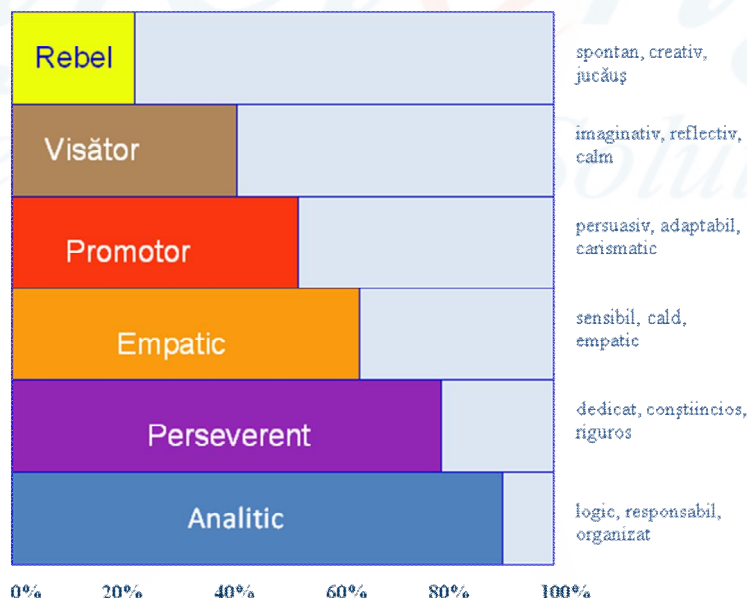 Rebel
spontan, creativ,
jucăuş
Visător
imaginativ, reflectiv,
calm
Promotor
persuasiv, adaptabil,
carismatic
Empatic
sensibil, cald,
empatic
Perseverent
dedicat, conştiincios,
riguros
Analitic
logic, responsabil,
organizat
0% 20% 40% 60% 80% 100%